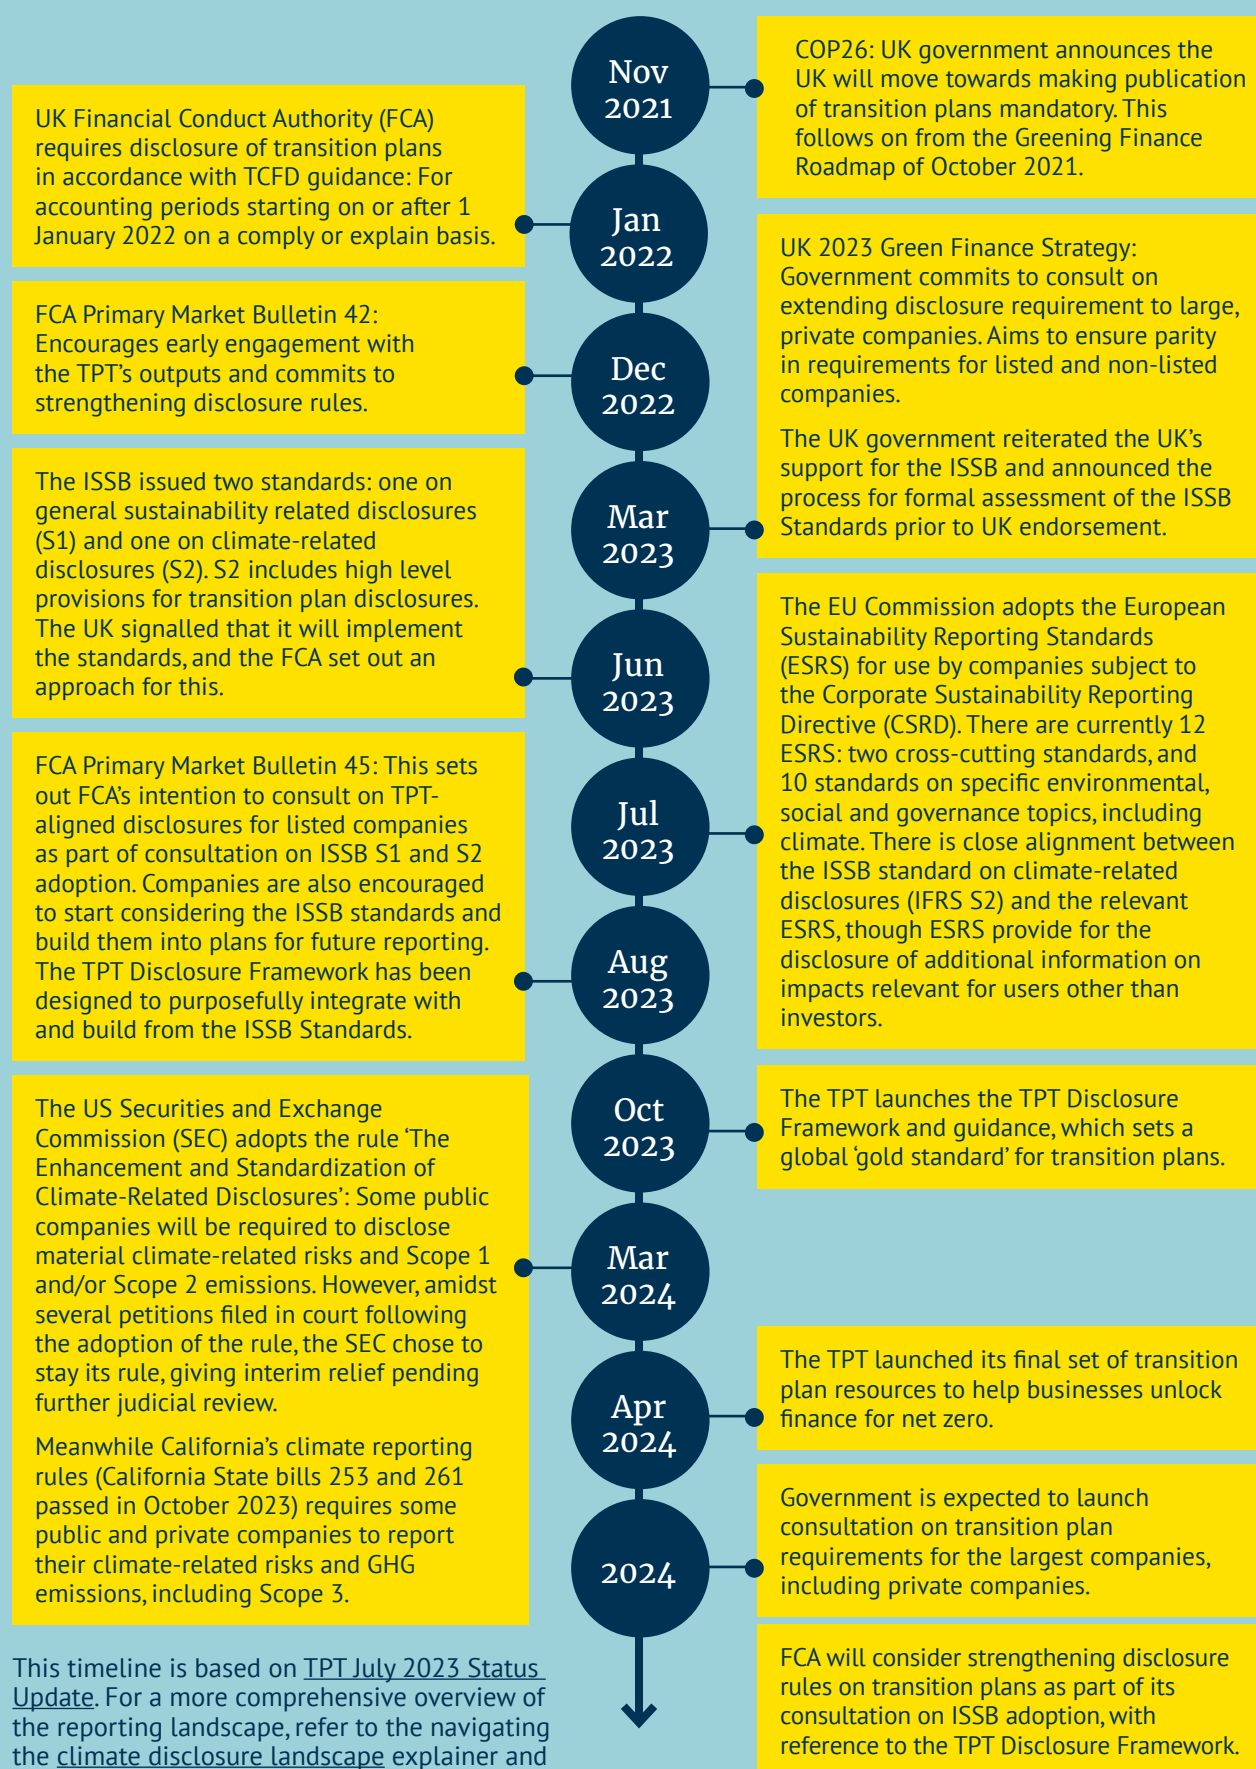 Nov
2021
COP26: UK government announces the
UK will move towards making publication
of transition plans mandatory. This
follows on from the Greening Finance
Roadmap of October 2021.
UK Financial Conduct Authority (FCA)
requires disclosure of transition plans
in accordance with TCFD guidance: For
accounting periods starting on or after 1
January 2022 on a comply or explain basis.
Jan
2022
FCA Primary Market Bulletin 42:
Encourages early engagement with
the TPT's outputs and commits to
strengthening disclosure rules.
Dec
2022
UK 2023 Green Finance Strategy:
Government commits to consult on
extending disclosure requirement to large,
private companies. Aims to ensure parity
in requirements for listed and non-listed
companies.
The UK government reiterated the UK's
support for the ISSB and announced the
process for formal assessment of the ISSB
Standards prior to UK endorsement.
Mar
2023
The ISSB issued two standards: one on
general sustainability related disclosures
(S1) and one on climate-related
disclosures (S2). S2 includes high level
provisions for transition plan disclosures.
The UK signalled that it will implement
the standards, and the FCA set out an
approach for this.
Jun
2023
The EU Commission adopts the European
Sustainability Reporting Standards
(ESRS) for use by companies subject to
the Corporate Sustainability Reporting
Directive (CSRD). There are currently 12
ESRS: two cross-cutting standards, and
10 standards on specific environmental,
social and governance topics, including
climate. There is close alignment between
the ISSB standard on climate-related
disclosures (IFRS S2) and the relevant
ESRS, though ESRS provide for the
disclosure of additional information on
impacts relevant for users other than
investors.
Jul
2023
FCA Primary Market Bulletin 45: This sets
out FCA's intention to consult on TPT-
aligned disclosures for listed companies
as part of consultation on ISSB S1 and S2
adoption. Companies are also encouraged
to start considering the ISSB standards and
build them into plans for future reporting.
The TPT Disclosure Framework has been
designed to purposefully integrate with
and build from the ISSB Standards.
Aug
2023
Oct
2023
The TPT launches the TPT Disclosure
Framework and guidance, which sets a
global 'gold standard' for transition plans.
The US Securities and Exchange
Commission (SEC) adopts the rule 'The
Enhancement and Standardization of
Climate-Related Disclosures': Some public
companies will be required to disclose
material climate-related risks and Scope 1
and/or Scope 2 emissions. However, amidst
several petitions filed in court following
the adoption of the rule, the SEC chose to
stay its rule, giving interim relief pending
further judicial review.
Meanwhile California's climate reporting
rules (California State bills 253 and 261
passed in October 2023) requires some
public and private companies to report
their climate-related risks and GHG
emissions, including Scope 3.
Mar
2024
Apr
2024
The TPT launched its final set of transition
plan resources to help businesses unlock
finance for net zero.
2024
Government is expected to launch
consultation on transition plan
requirements for the largest companies,
including private companies.
FCA will consider strengthening disclosure
rules on transition plans as part of its
consultation on ISSB adoption, with
reference to the TPT Disclosure Framework.
This timeline is based on TPT July 2023 Status
Update. For a more comprehensive overview of
the reporting landscape, refer to the navigating
the climate disclosure landscape explainer and